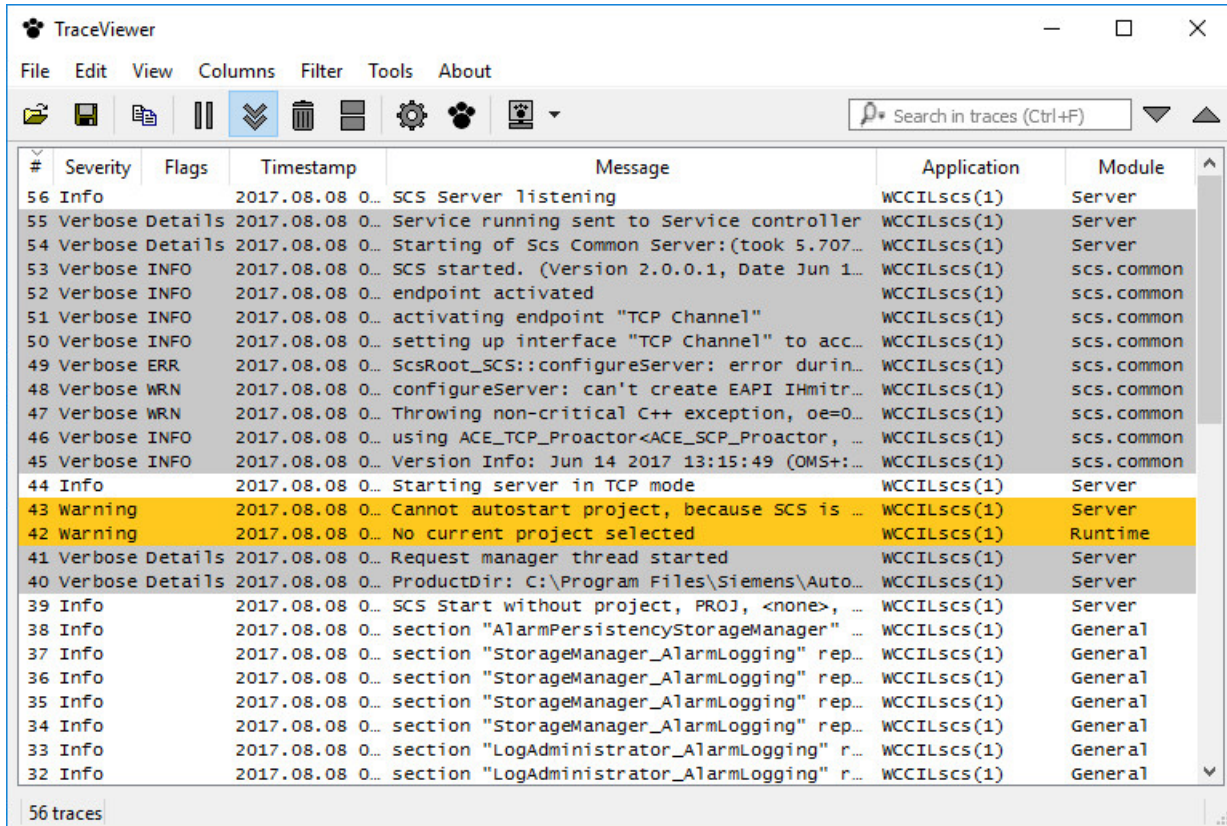 TraceViewer
File Edit View Columns Filter Tools About
Search in traces (Ctrl+F)
# Severity Flags Timestamp Message Application Module
56 Info 2017.08.08 0… SCS Server listening WCCILscs(1) Server
55 Verbose Details 2017.08.08 0… Service running sent to Service controller WCCILscs(1) Server
54 Verbose Details 2017.08.08 0… Starting of Scs Common Server:(took 5.707… WCCILscs(1) Server
53 Verbose INFO 2017.08.08 0… SCS started. (Version 2.0.0.1, Date Jun 1… WCCILscs(1) scs.common
52 Verbose INFO 2017.08.08 0… endpoint activated WCCILscs(1) scs.common
51 Verbose INFO 2017.08.08 0… activating endpoint "TCP Channel" WCCILscs(1) scs.common
50 Verbose INFO 2017.08.08 0… setting up interface "TCP Channel" to acc… WCCILscs(1) scs.common
49 Verbose ERR 2017.08.08 0… ScsRoot_SCS::configureServer: error durin… WCCILscs(1) scs.common
48 Verbose WRN 2017.08.08 0… configureServer: can't create EAPI IHmitr… WCCILscs(1) scs.common
47 Verbose WRN 2017.08.08 0… Throwing non-critical C++ exception, oe=0… WCCILscs(1) scs.common
46 Verbose INFO 2017.08.08 0… using ACE_TCP_Proactor<ACE_SCP_Proactor, … WCCILscs(1) scs.common
45 Verbose INFO 2017.08.08 0… Version Info: Jun 14 2017 13:15:49 (OMS+:… WCCILscs(1) scs.common
44 Info 2017.08.08 0… Starting server in TCP mode WCCILscs(1) Server
43 Warning 2017.08.08 0… Cannot autostart project, because SCS is … WCCILscs(1) Server
42 Warning 2017.08.08 0… No current project selected WCCILscs(1) Runtime
41 Verbose Details 2017.08.08 0… Request manager thread started WCCILscs(1) Server
40 Verbose Details 2017.08.08 0… ProductDir: C:\Program Files\Siemens\Auto… WCCILscs(1) Server
39 Info 2017.08.08 0… SCS Start without project, PROJ, <none>, … WCCILscs(1) Server
38 Info 2017.08.08 0… section "AlarmPersistencyStorageManager" … WCCILscs(1) General
37 Info 2017.08.08 0… section "StorageManager_AlarmLogging" rep… WCCILscs(1) General
36 Info 2017.08.08 0… section "StorageManager_AlarmLogging" rep… WCCILscs(1) General
35 Info 2017.08.08 0… section "StorageManager_AlarmLogging" rep… WCCILscs(1) General
34 Info 2017.08.08 0… section "StorageManager_AlarmLogging" rep… WCCILscs(1) General
33 Info 2017.08.08 0… section "LogAdministrator_AlarmLogging" r… WCCILscs(1) General
32 Info 2017.08.08 0… section "LogAdministrator_AlarmLogging" r… WCCILscs(1) General
56 traces